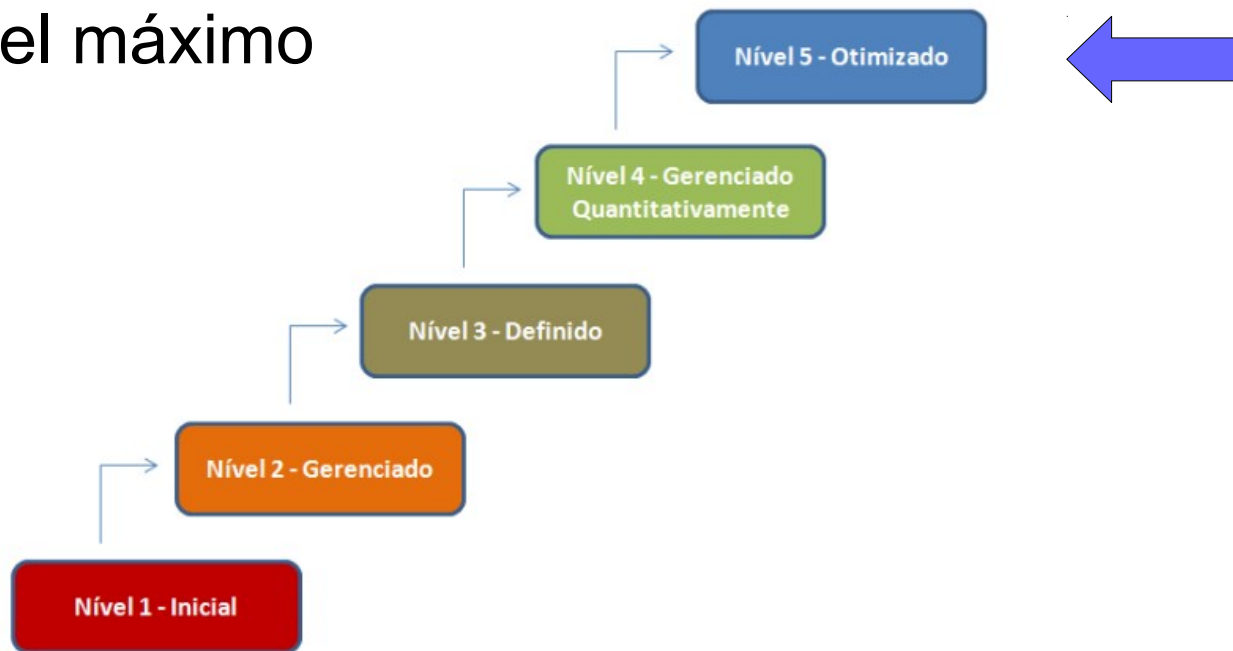 el máximo
Nível 5 - Otimizado
Nível 4 - Gerenciado
Quantitativamente
Nível 3 - Definido
Nível 2 - Gerenciado
Nível 1 - Inicial